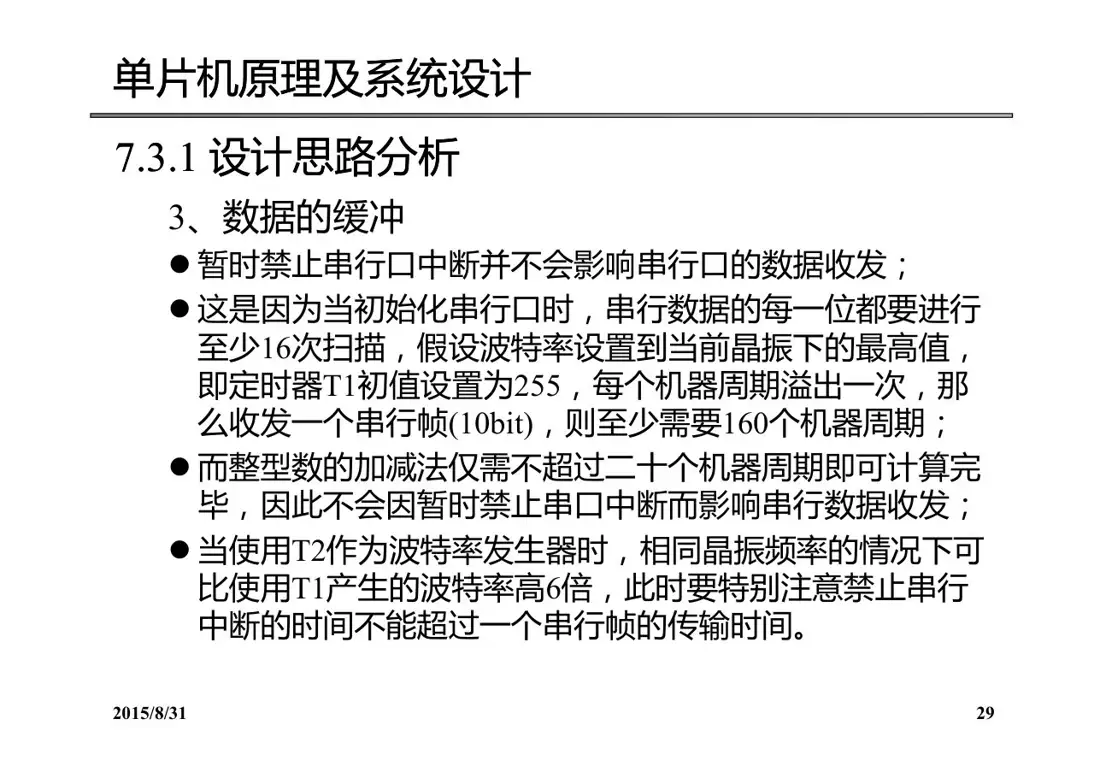 单片机原理及系统设计
7.3.1 设计思路分析
3、数据的缓冲
●暂时禁止串行口中断并不会影响串行口的数据收发；
●这是因为当初始化串行口时，串行数据的每一位都要进行
至少16次扫描，假设波特率设置到当前晶振下的最高值，
即定时器T1初值设置为255，每个机器周期溢出一次，那
么收发一个串行帧(10bit)，则至少需要160个机器周期；
●而整型数的加减法仅需不超过二十个机器周期即可计算完
毕，因此不会因暂时禁止串口中断而影响串行数据收发；
●当使用T2作为波特率发生器时，相同晶振频率的情况下可
比使用T1产生的波特率高6倍，此时要特别注意禁止串行
中断的时间不能超过一个串行帧的传输时间。
2015/8/31
29